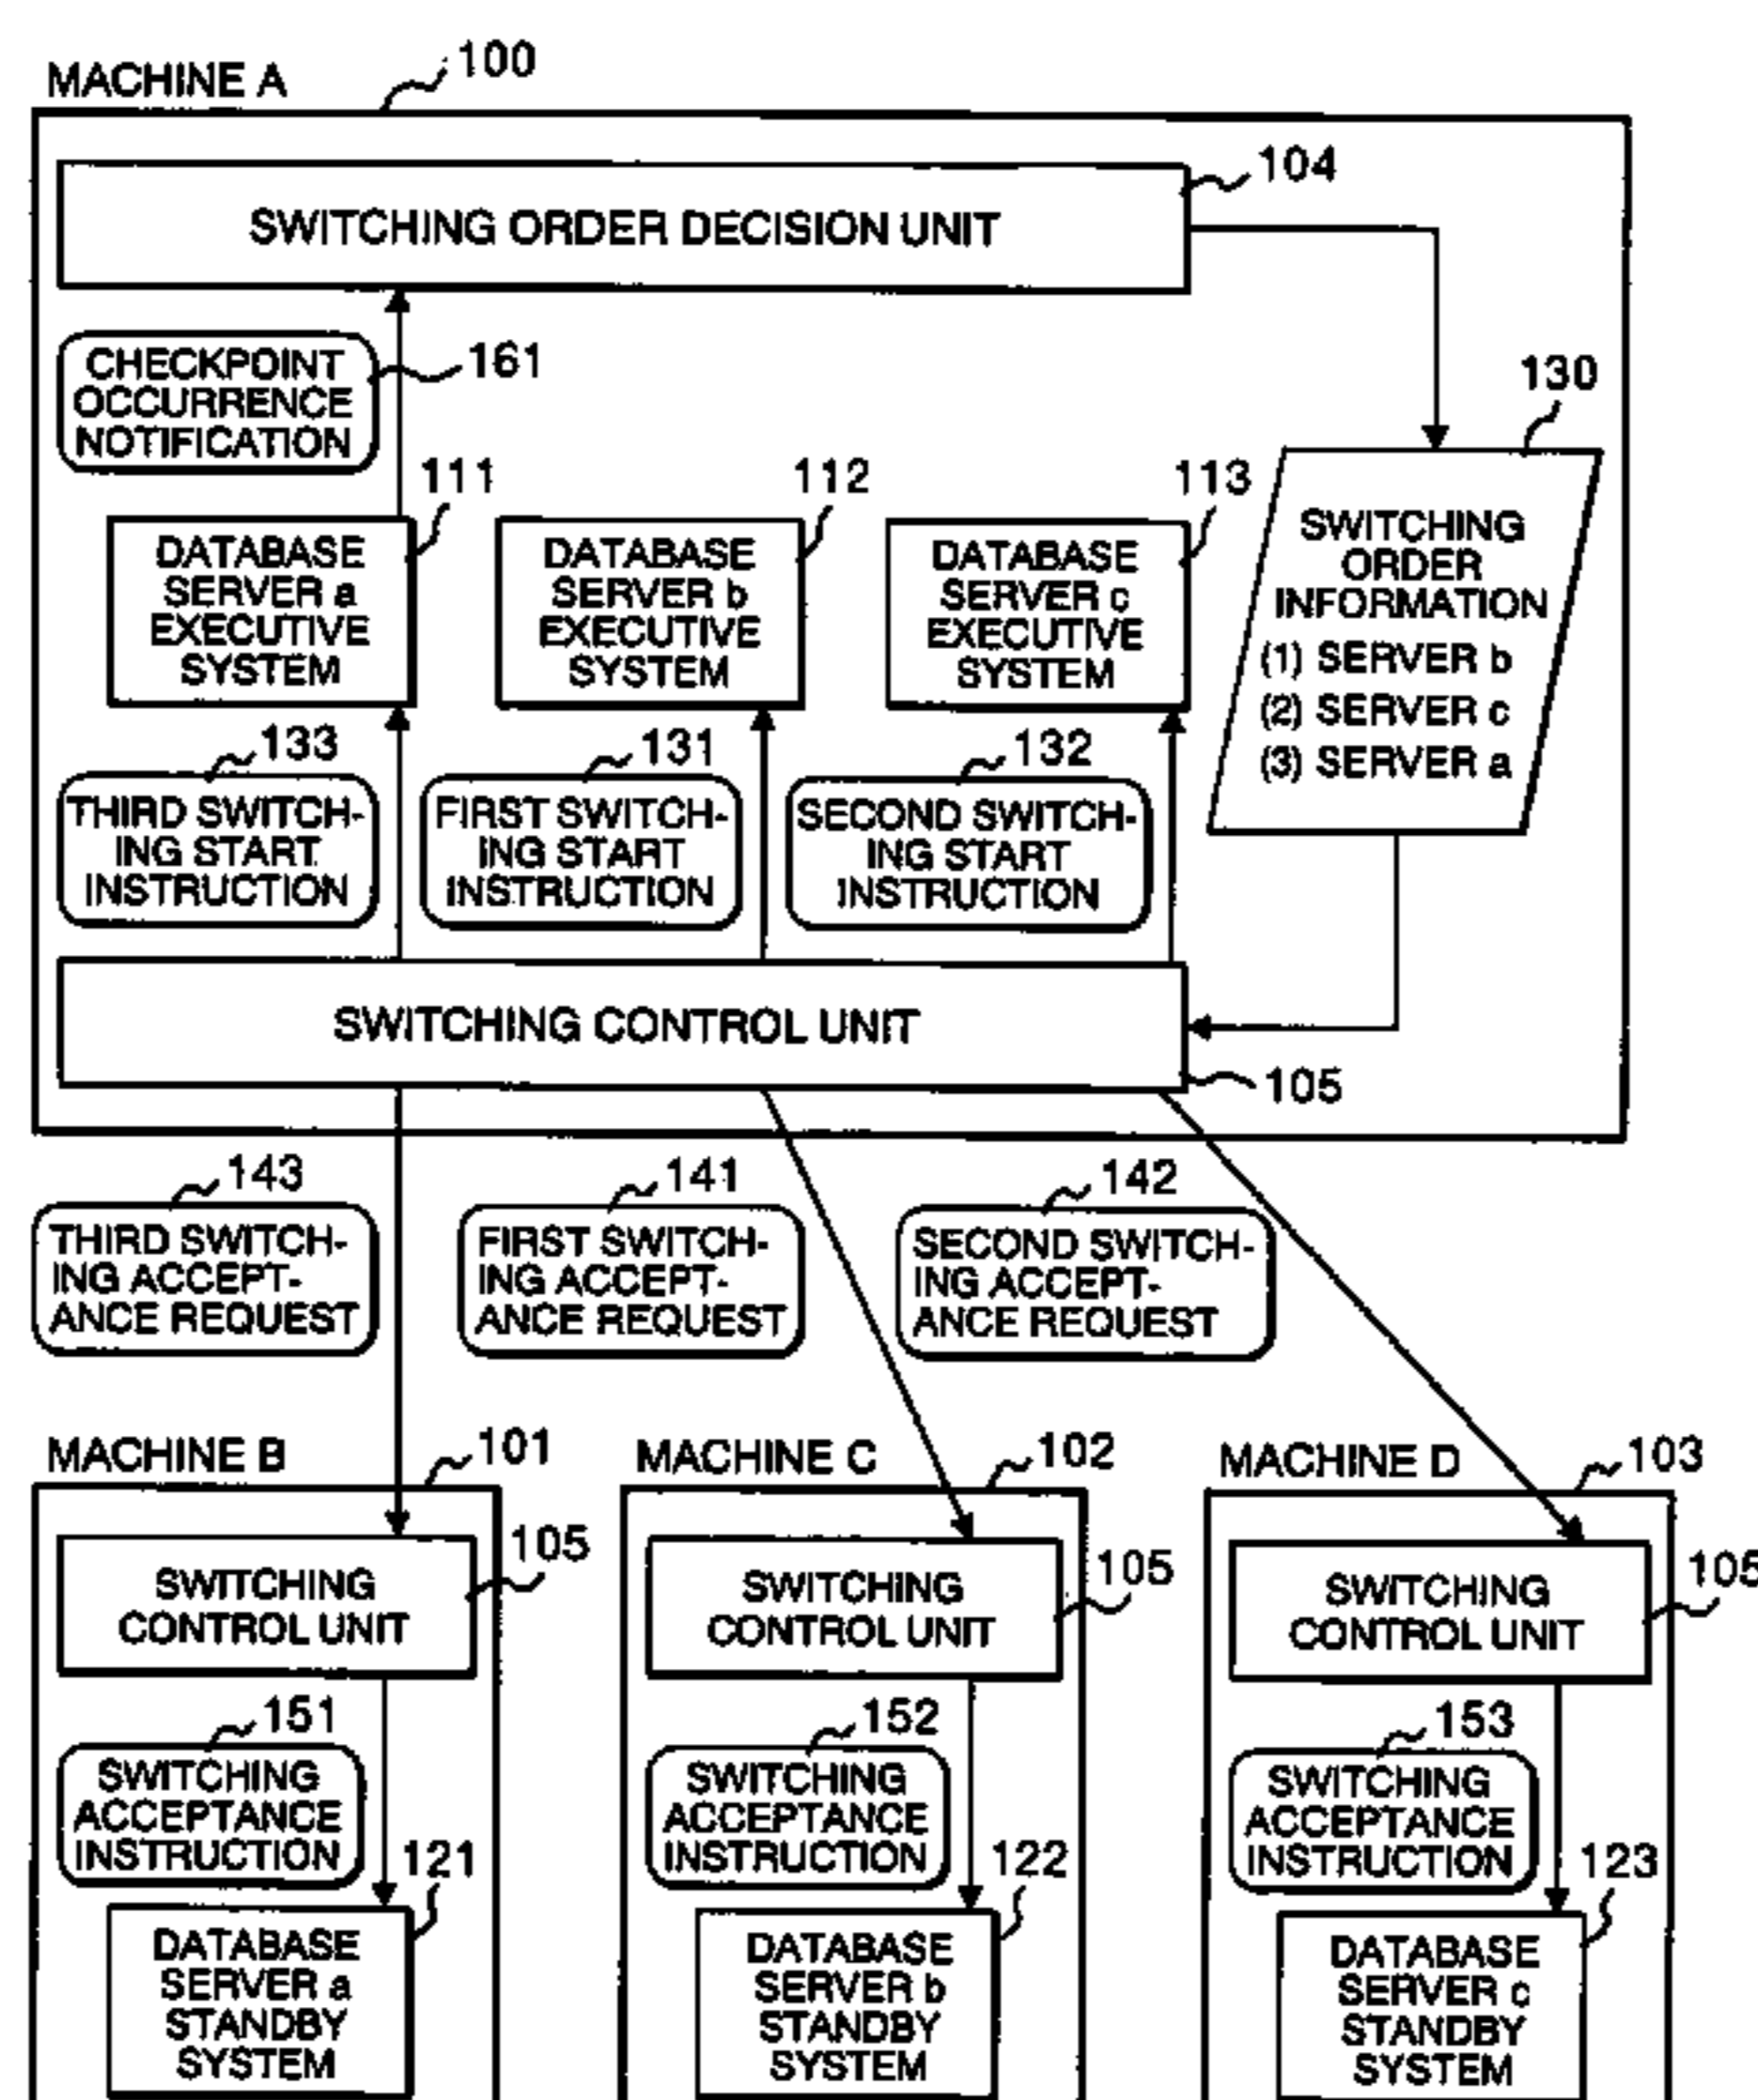 MACHINE A
100
SWITCHING ORDER DECISION UNIT
104
CHECKPOINT
OCCURRENCE
NOTIFICATION
161
130
111
112
113
DATABASE
SERVER a
EXECUTIVE
SYSTEM
DATABASE
SERVER b
EXECUTIVE
SYSTEM
DATABASE
SERVER c
EXECUTIVE
SYSTEM
SWITCHING
ORDER
INFORMATION
(1) SERVER b
(2) SERVER c
(3) SERVER a
133
131
132
THIRD SWITCH-
ING START
INSTRUCTION
FIRST SWITCH-
ING START
INSTRUCTION
SECOND SWITCH-
ING START
INSTRUCTION
SWITCHING CONTROL UNIT
105
143
141
142
THIRD SWITCH-
ING ACCEPT-
ANCE REQUEST
FIRST SWITCH-
ING ACCEPT-
ANCE REQUEST
SECOND SWITCH-
ING ACCEPT-
ANCE REQUEST
MACHINE B
101
MACHINE C
102
MACHINE D
103
SWITCHING
CONTROL UNIT
105
SWITCHING
CONTROL UNIT
105
SWITCHING
CONTROL UNIT
105
151
152
153
SWITCHING
ACCEPTANCE
INSTRUCTION
SWITCHING
ACCEPTANCE
INSTRUCTION
SWITCHING
ACCEPTANCE
INSTRUCTION
121
122
123
DATABASE
SERVER a
STANDBY
SYSTEM
DATABASE
SERVER b
STANDBY
SYSTEM
DATABASE
SERVER c
STANDBY
SYSTEM